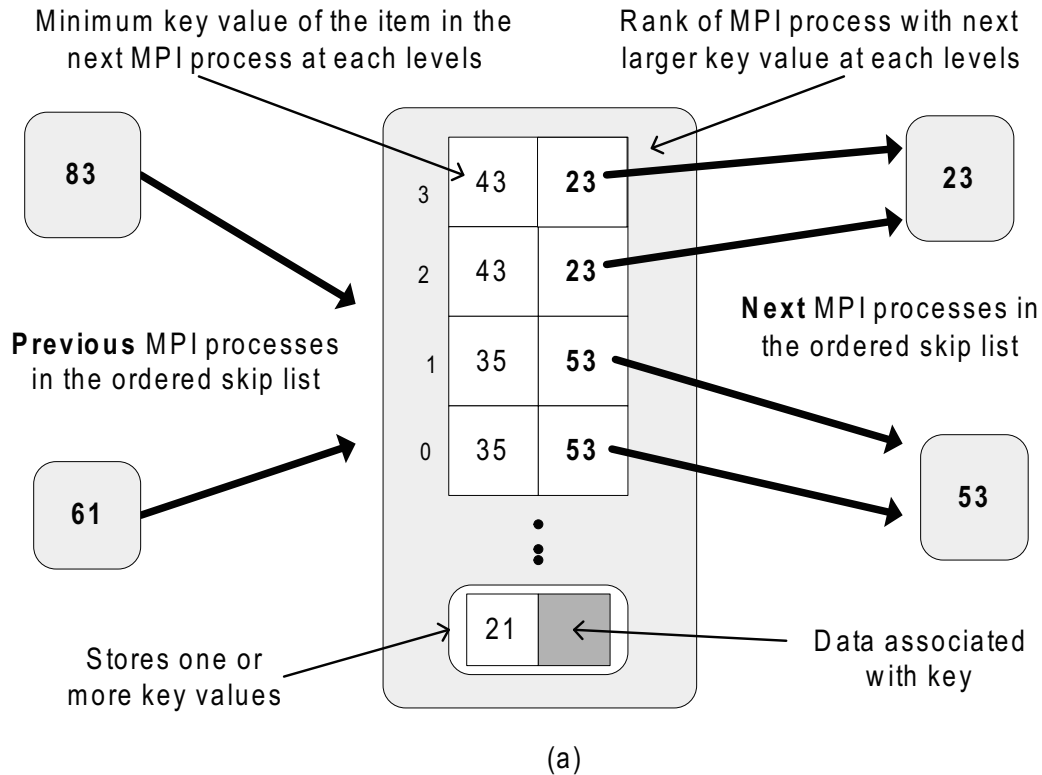 Minimum key value of the item in the
next MPI process at each levels
Rank of MPI process with next
larger key value at each levels
83
3 43 23
23
2 43 23
Previous MPI processes
in the ordered skip list
Next MPI processes in
the ordered skip list
1 35 53
0 35 53
61
53
21
Stores one or
more key values
Data associated
with key
(a)